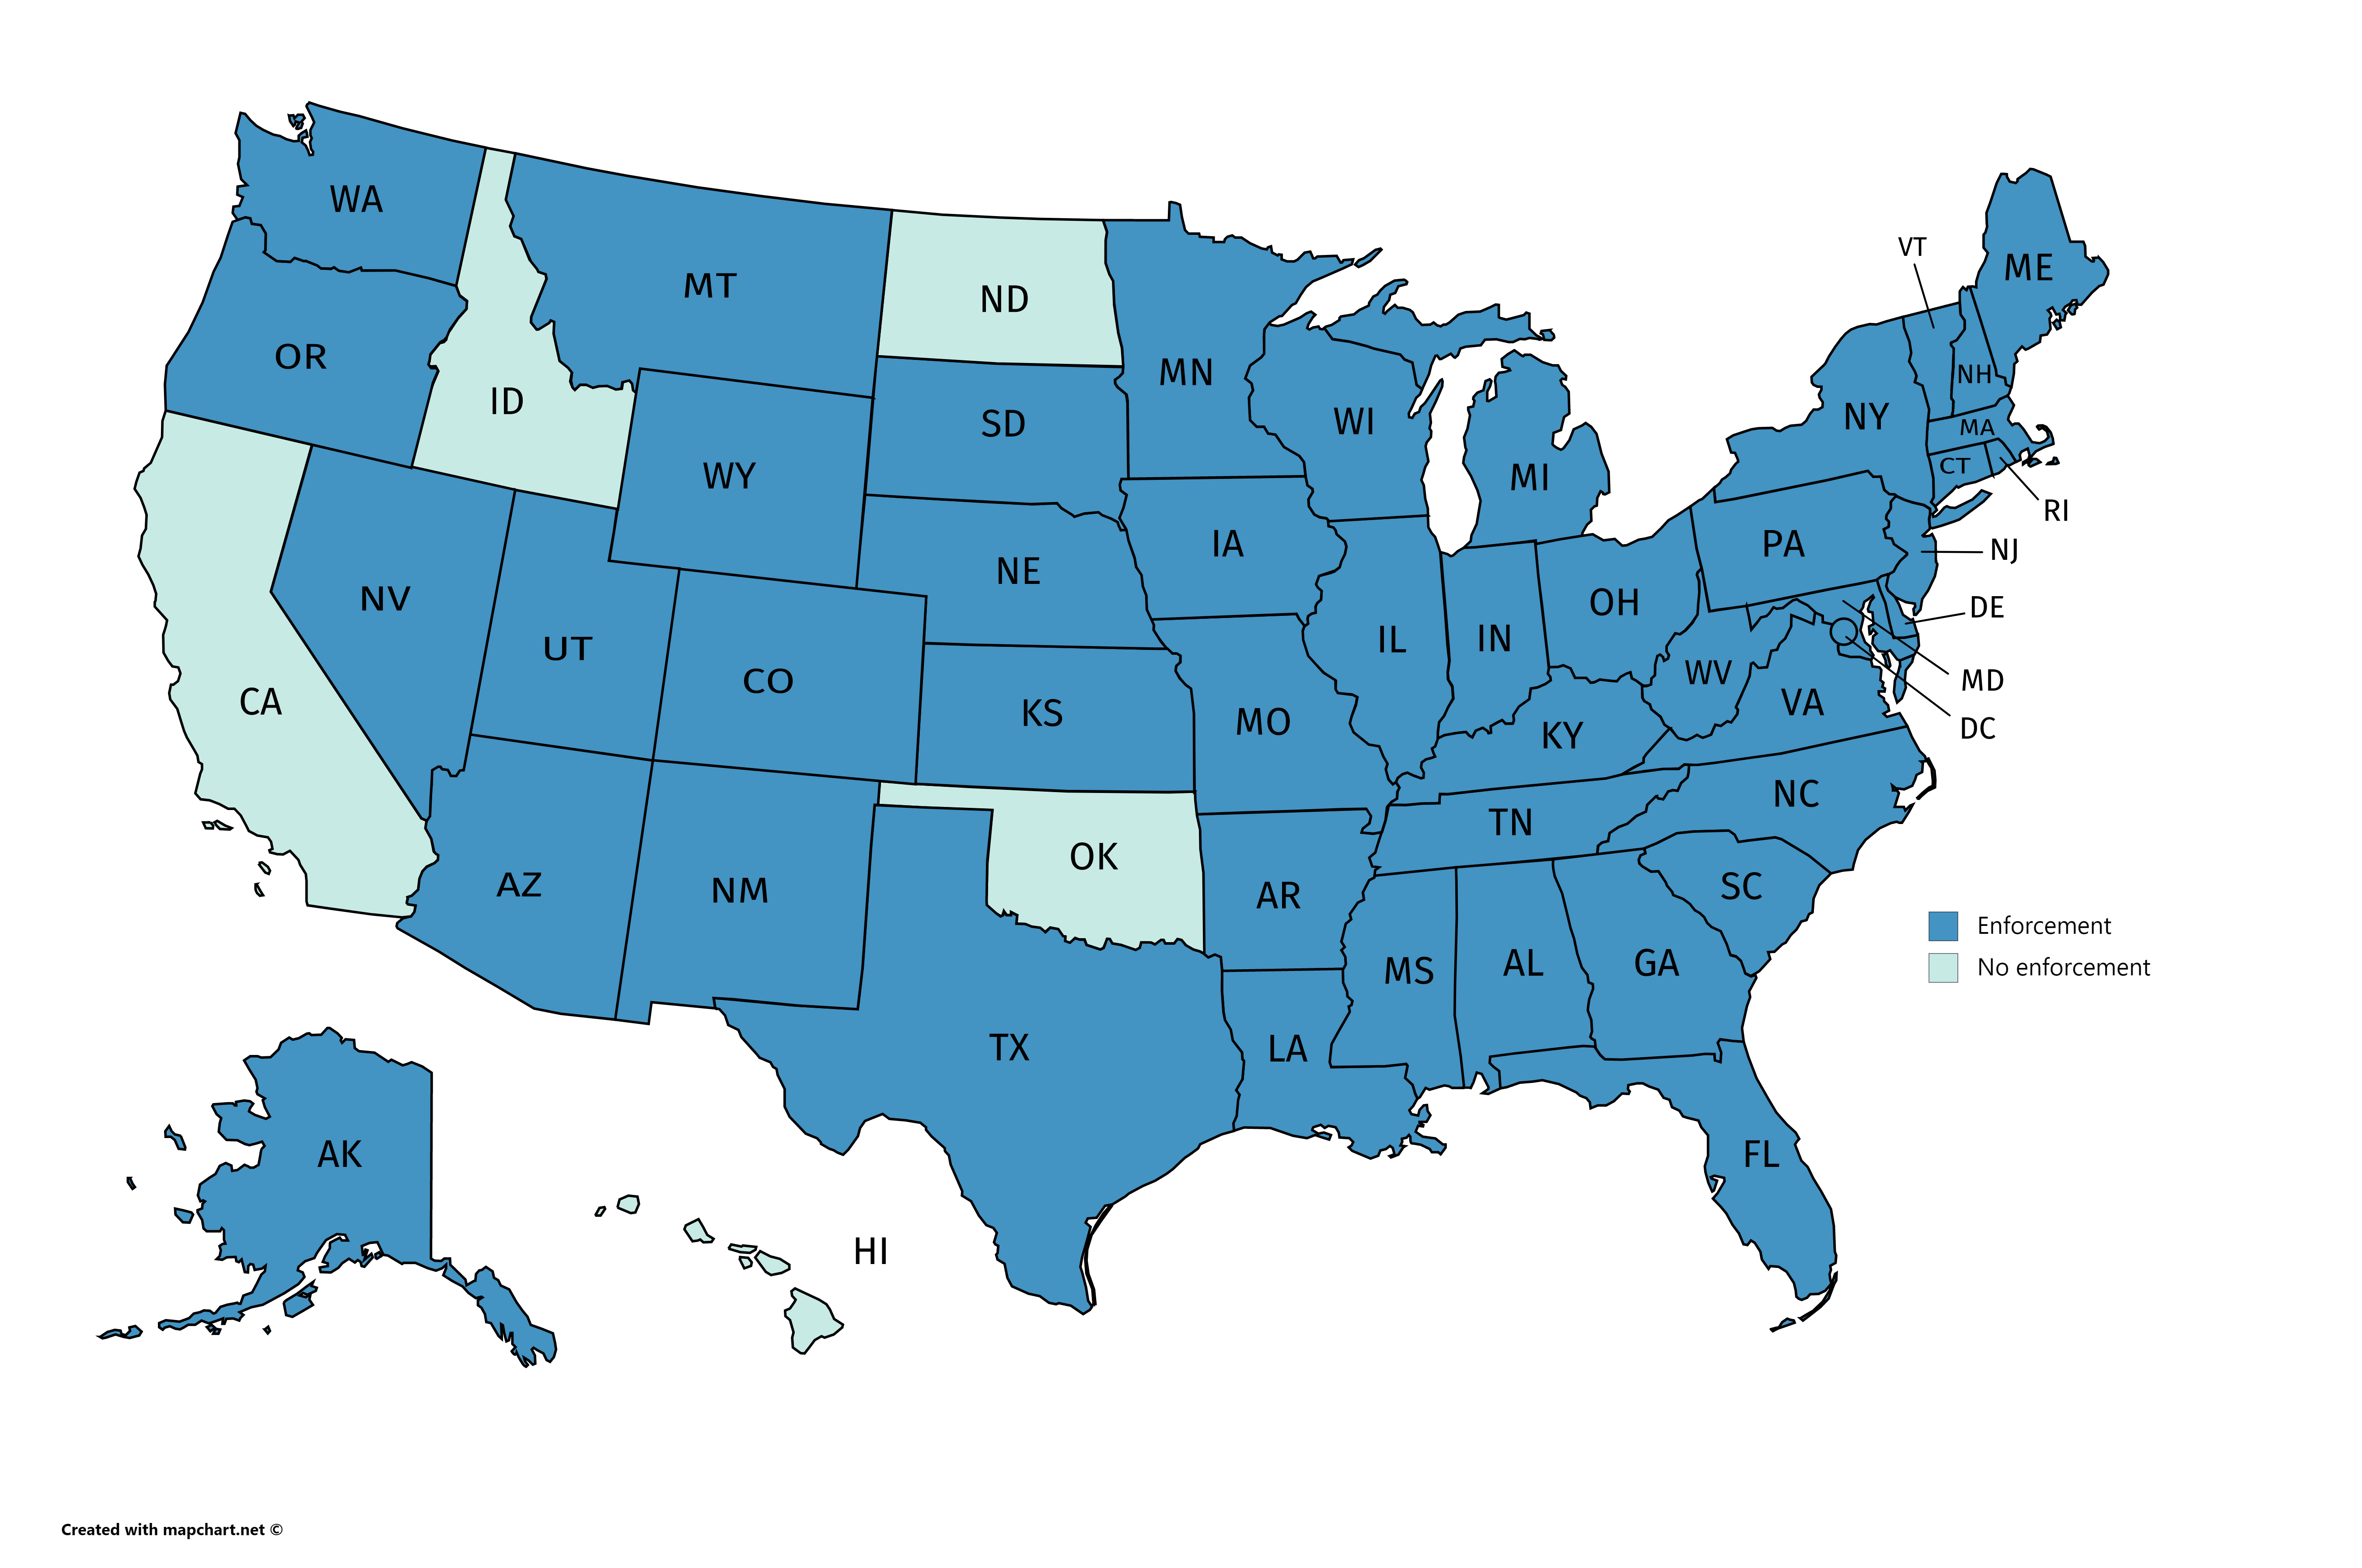 WA
OR
ID
MT
ND
MN
VT
ME
NH
NY
MA
CT
RI
CA
NV
WY
SD
WI
MI
UT
CO
NE
IA
IL
IN
OH
PA
NJ
DE
MD
DC
WV
VA
KY
KS
MO
AZ
NM
OK
AR
TN
NC
SC
TX
LA
MS
AL
GA
FL
AK
HI
Enforcement
No enforcement
Created with mapchart.net ©